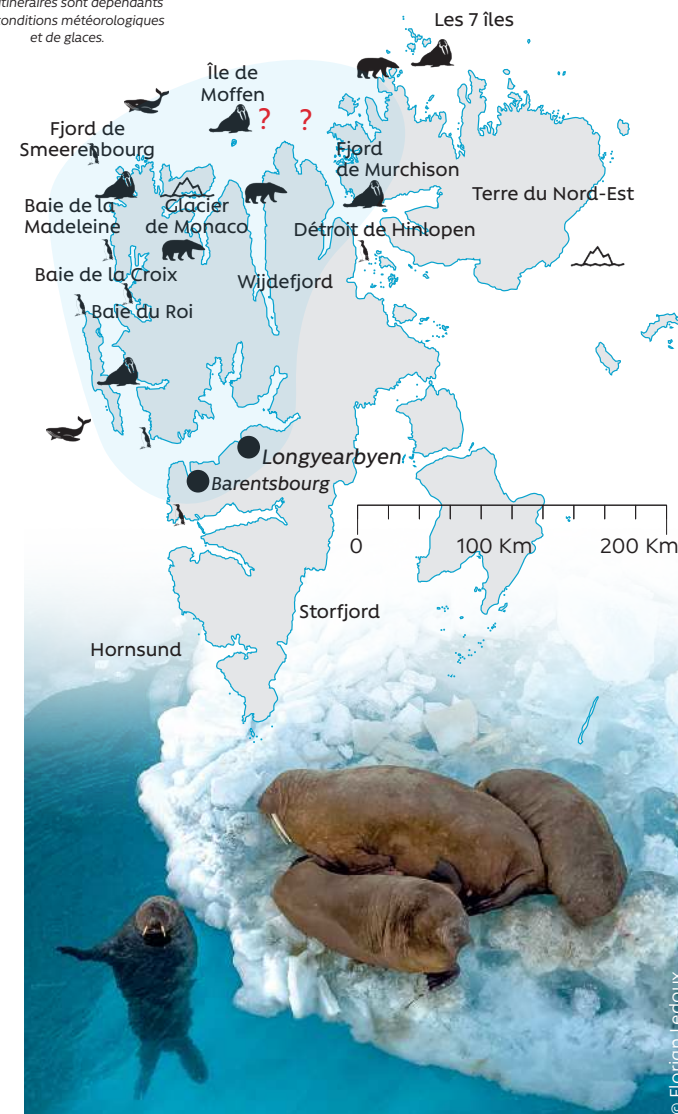 itinéraires sont dépendants
conditions météorologiques
et de glaces.
Les 7 îles
Île de
Moffen
? ?
Fjord de
Smeerenbourg
Fjord
de Murchison
Terre du Nord-Est
Baie de la
Madeleine
Glacier
de Monaco
Détroit de Hinlopen
Baie de la Croix
Wijdefjord
Baie du Roi
Longyearbyen
Barentsbourg
0 100 Km 200 Km
Storfjord
Hornsund
© Florian Ledoux